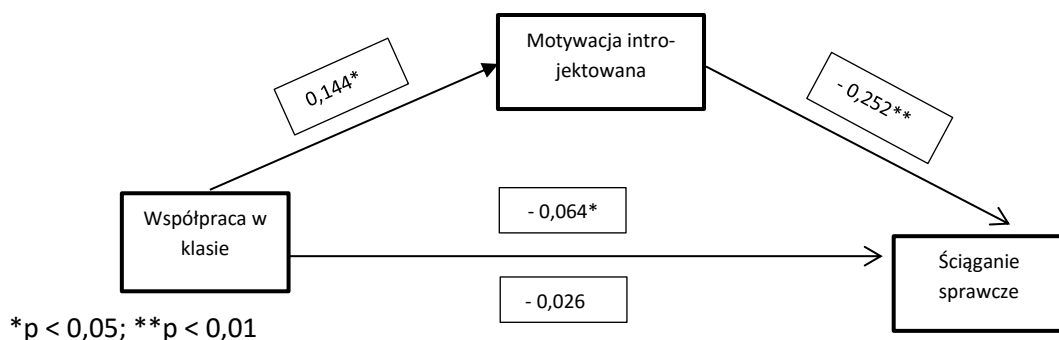 Motywacja intro-
jektowana
0,144*
- 0,252**
Współpraca w
klasie
- 0,064*
- 0,026
Ściąganie
sprawcze
*p < 0,05; **p < 0,01